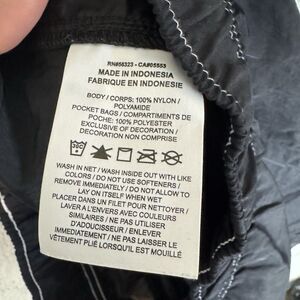 RN#56323 - CA#05553
MADE IN INDONESIA
FABRIQUE EN INDONESIE
BODY / CORPS: 100% NYLON /
POLYAMIDE
POCKET BAGS / COMPARTIMENTS DE
POCHE: 100% POLYESTER
EXCLUSIVE OF DECORATION /
DECORATION NON COMPRISE
WASH IN NET / WASH INSIDE OUT WITH LIKE
COLORS / DO NOT USE SOFTENERS /
REMOVE IMMEDIATELY / DO NOT ALLOW TO
LAY ON ITSELF WHEN WET
PLACER DANS UN FILET POUR NETTOYER /
LAVER À L'ENVERS AVEC COULEURS
SIMILAIRES / NE PAS UTILISER
D'ADOUCISSEUR / ENLEVER
IMMÉDIATEMENT / NE PAS LAISSER LE
VÊTEMENT PLIÉ LORSQU'IL EST MOUILLÉ